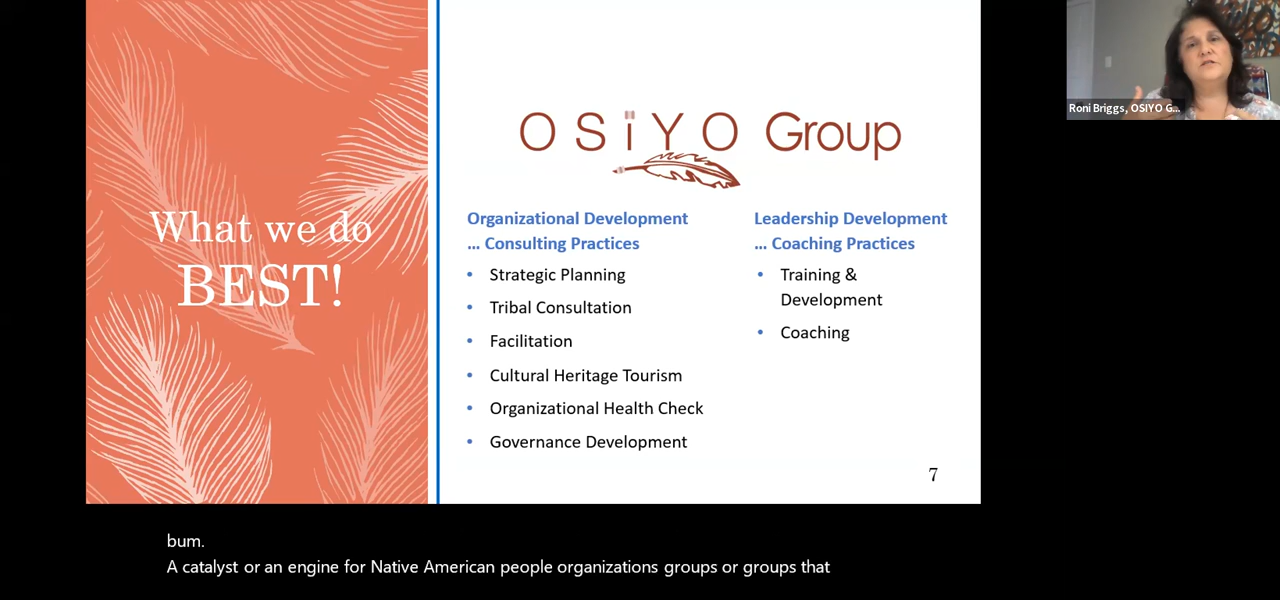 What we do
BEST!
OSiYO Group
Organizational Development
... Consulting Practices
• Strategic Planning
• Tribal Consultation
• Facilitation
• Cultural Heritage Tourism
• Organizational Health Check
• Governance Development
Leadership Development
... Coaching Practices
• Training &
Development
• Coaching
7
Roni Briggs, OSIYO G...
bum.
A catalyst or an engine for Native American people organizations groups or groups that